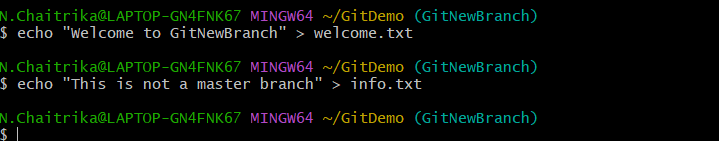 N.Chaitrika@LAPTOP-GN4FNK67 MINGW64 ~/GitDemo (GitNewBranch)
$ echo "Welcome to GitNewBranch" > welcome.txt
N.Chaitrika@LAPTOP-GN4FNK67 MINGW64 ~/GitDemo (GitNewBranch)
$ echo "This is not a master branch" > info.txt
N.Chaitrika@LAPTOP-GN4FNK67 MINGW64 ~/GitDemo (GitNewBranch)
$